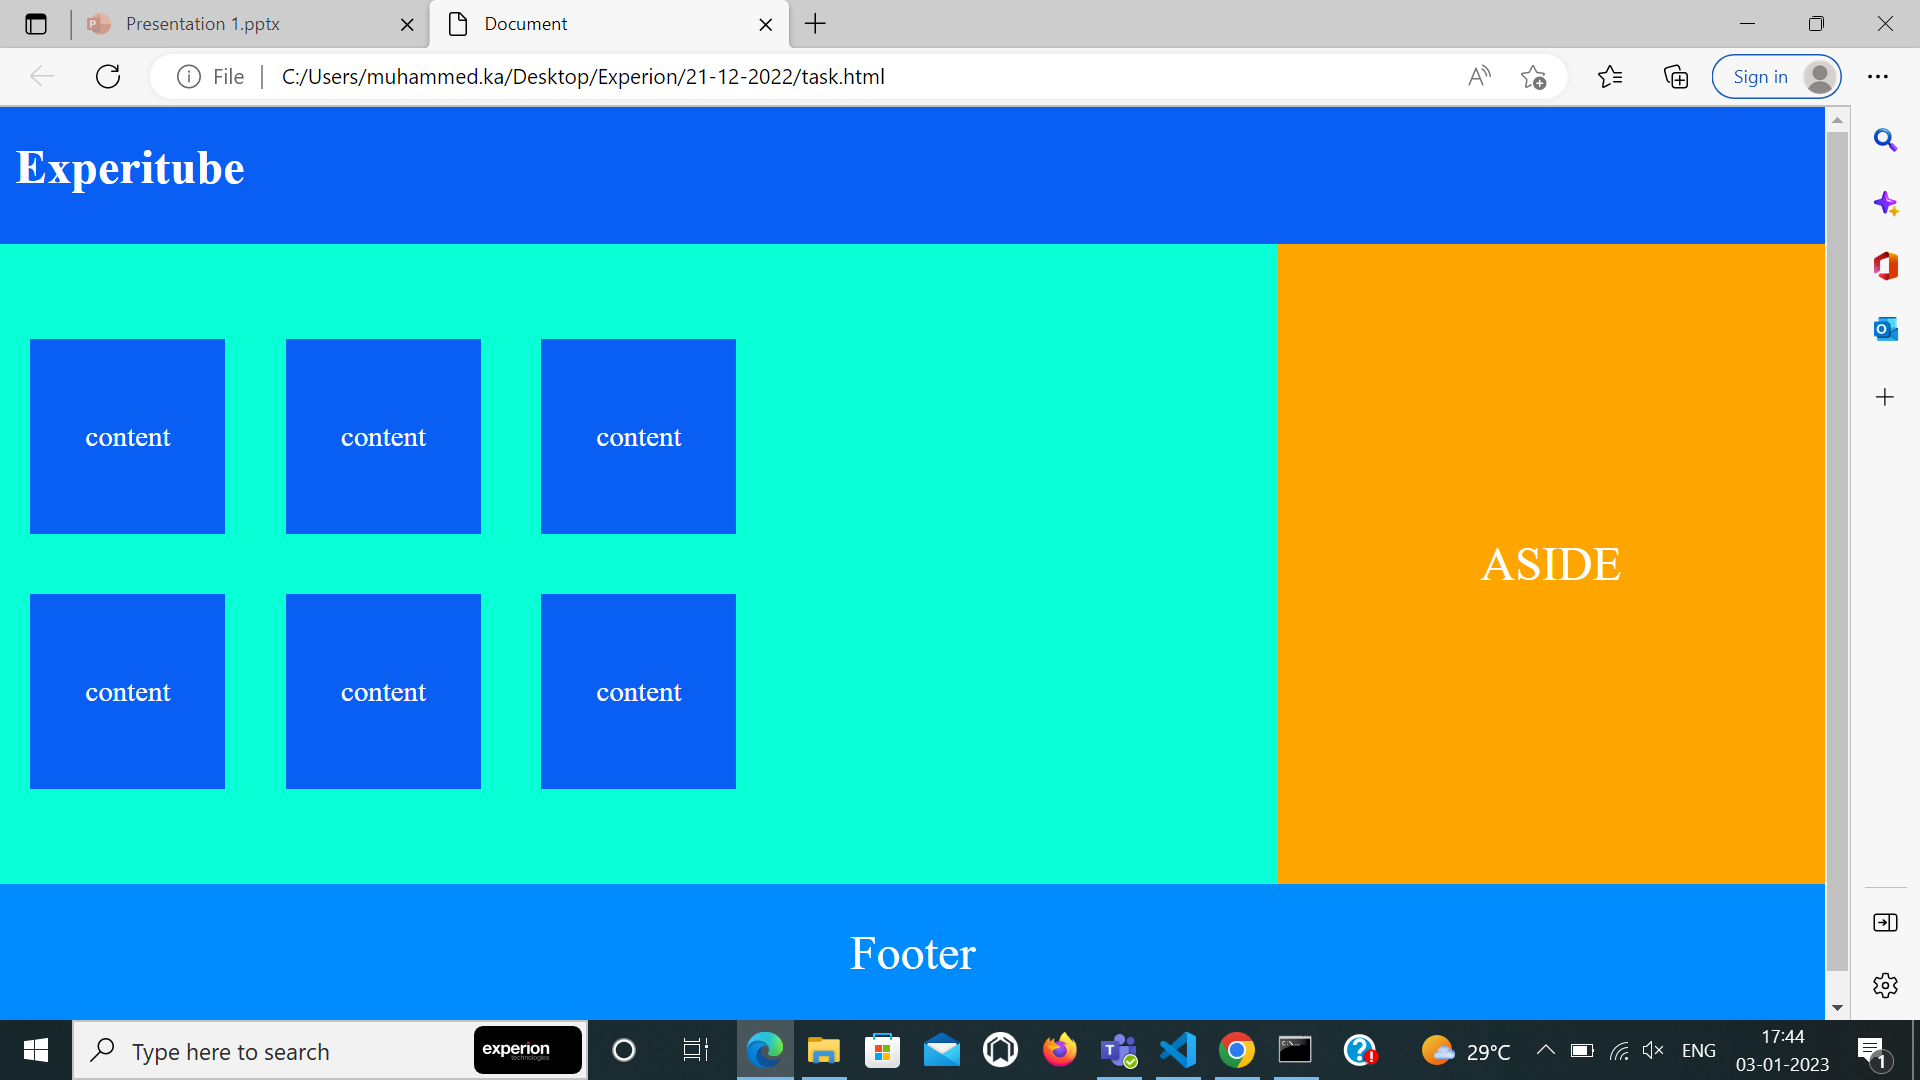 Presentation 1.pptx
Document
File
C:/Users/muhammed.ka/Desktop/Experion/21-12-2022/task.html
Sign in
Experitube
content content content
content content content
ASIDE
Footer
Type here to search
experion
technologies
29°C
ENG
17:44
03-01-2023
1